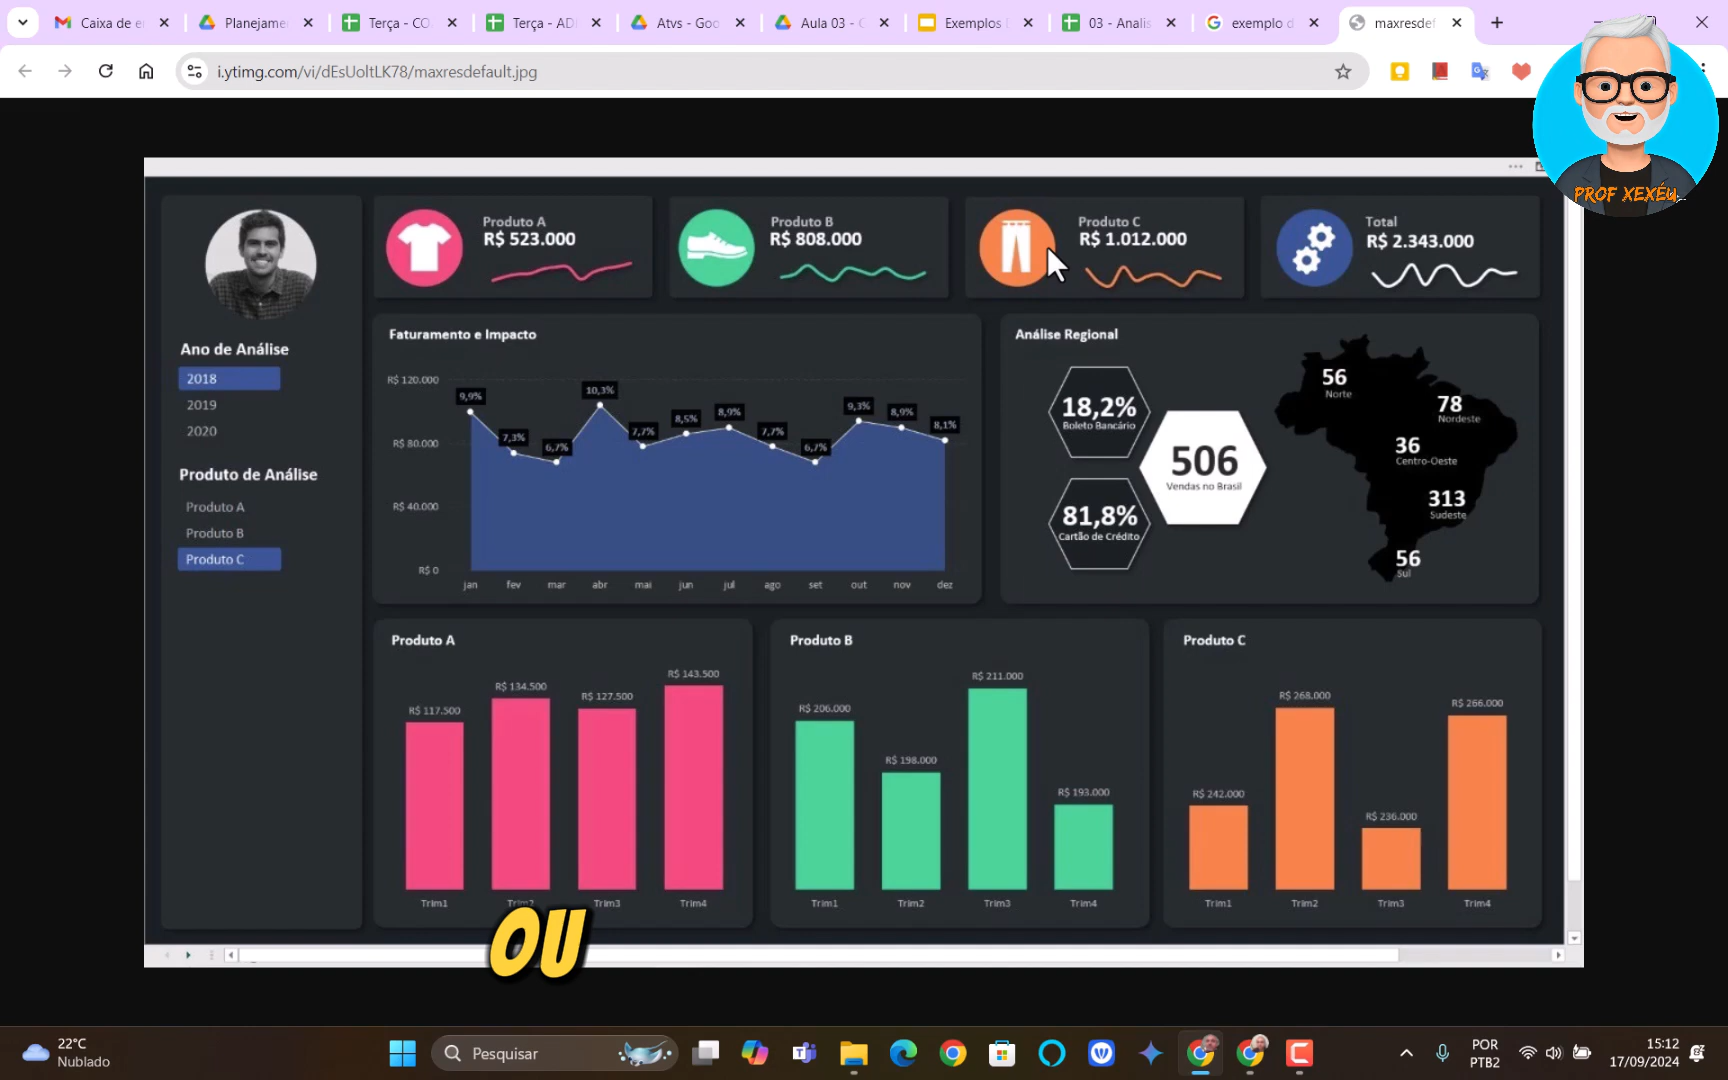 Caixa de e
Planejame
Terça - CO
Terça - ADI
Atvs - Goo
Aula 03 - G
Exemplos
03 - Analis
exemplo d
maxresdef
i.ytimg.com/vi/dEsUoltLK78/maxresdefault.jpg
PROF XEXÉU...
Produto A
R$ 523.000
Produto B
R$ 808.000
Produto C
R$ 1.012.000
Total
R$ 2.343.000
Ano de Análise
2018
2019
2020
Produto de Análise
Produto A
Produto B
Produto C
Faturamento e Impacto
R$ 120.000
R$ 80.000
R$ 40.000
R$ 0
9,9%
7,3%
6,7%
10,3%
7,7%
8,5%
8,9%
7,7%
6,7%
9,3%
8,9%
8,1%
jan fev mar abr mai jun jul ago set out nov dez
Análise Regional
18,2%
Boleto Bancário
81,8%
Cartão de Crédito
506
Vendas no Brasil
56
Norte
78
Nordeste
36
Centro-Oeste
313
Sudeste
56
Sul
Produto A
R$ 117.500
R$ 134.500
R$ 127.500
R$ 143.500
Trim1 Trim2 Trim3 Trim4
Produto B
R$ 206.000
R$ 198.000
R$ 211.000
R$ 193.000
Trim1 Trim2 Trim3 Trim4
Produto C
R$ 242.000
R$ 268.000
R$ 236.000
R$ 266.000
Trim1 Trim2 Trim3 Trim4
OU
22°C
Nublado
Pesquisar
POR
PTB2
15:12
17/09/2024